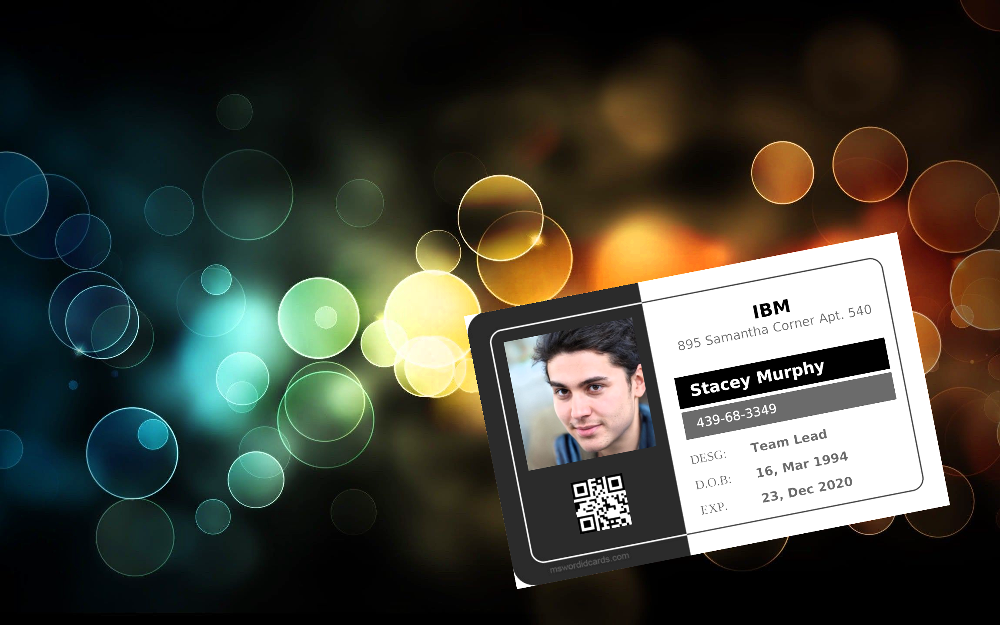 IBM
895 Samantha Corner Apt. 540
Stacey Murphy
439-68-3349
DESG: Team Lead
D.O.B: 16, Mar 1994
EXP. 23, Dec 2020
mswordidcards.com